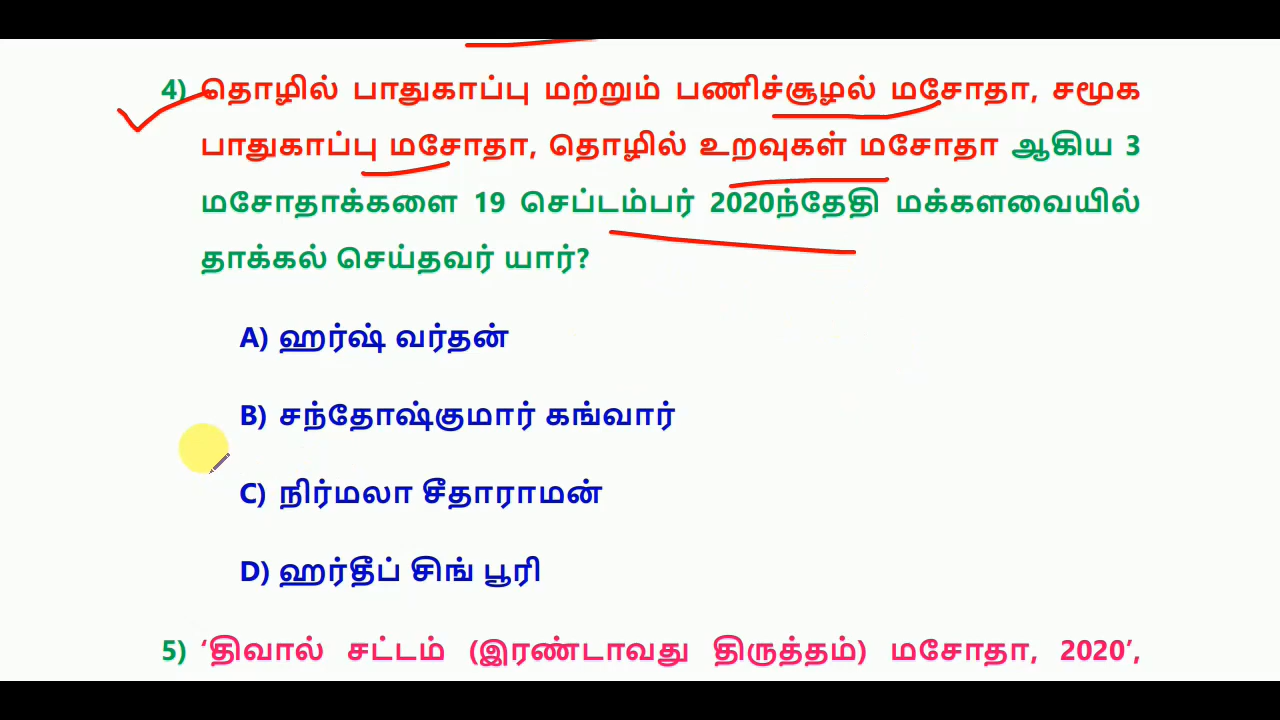 4) தொழில் பாதுகாப்பு மற்றும் பணிச்சூழல் மசோதா, சமூக
பாதுகாப்பு மசோதா, தொழில் உறவுகள் மசோதா ஆகிய 3
மசோதாக்களை 19 செப்டம்பர் 2020ந்தேதி மக்களவையில்
தாக்கல் செய்தவர் யார்?
A) ஹர்ஷ் வர்தன்
B) சந்தோஷ்குமார் கங்வார்
C) நிர்மலா சீதாராமன்
D) ஹர்தீப் சிங் பூரி
5) ‘திவால் சட்டம் (இரண்டாவது திருத்தம்) மசோதா, 2020’,